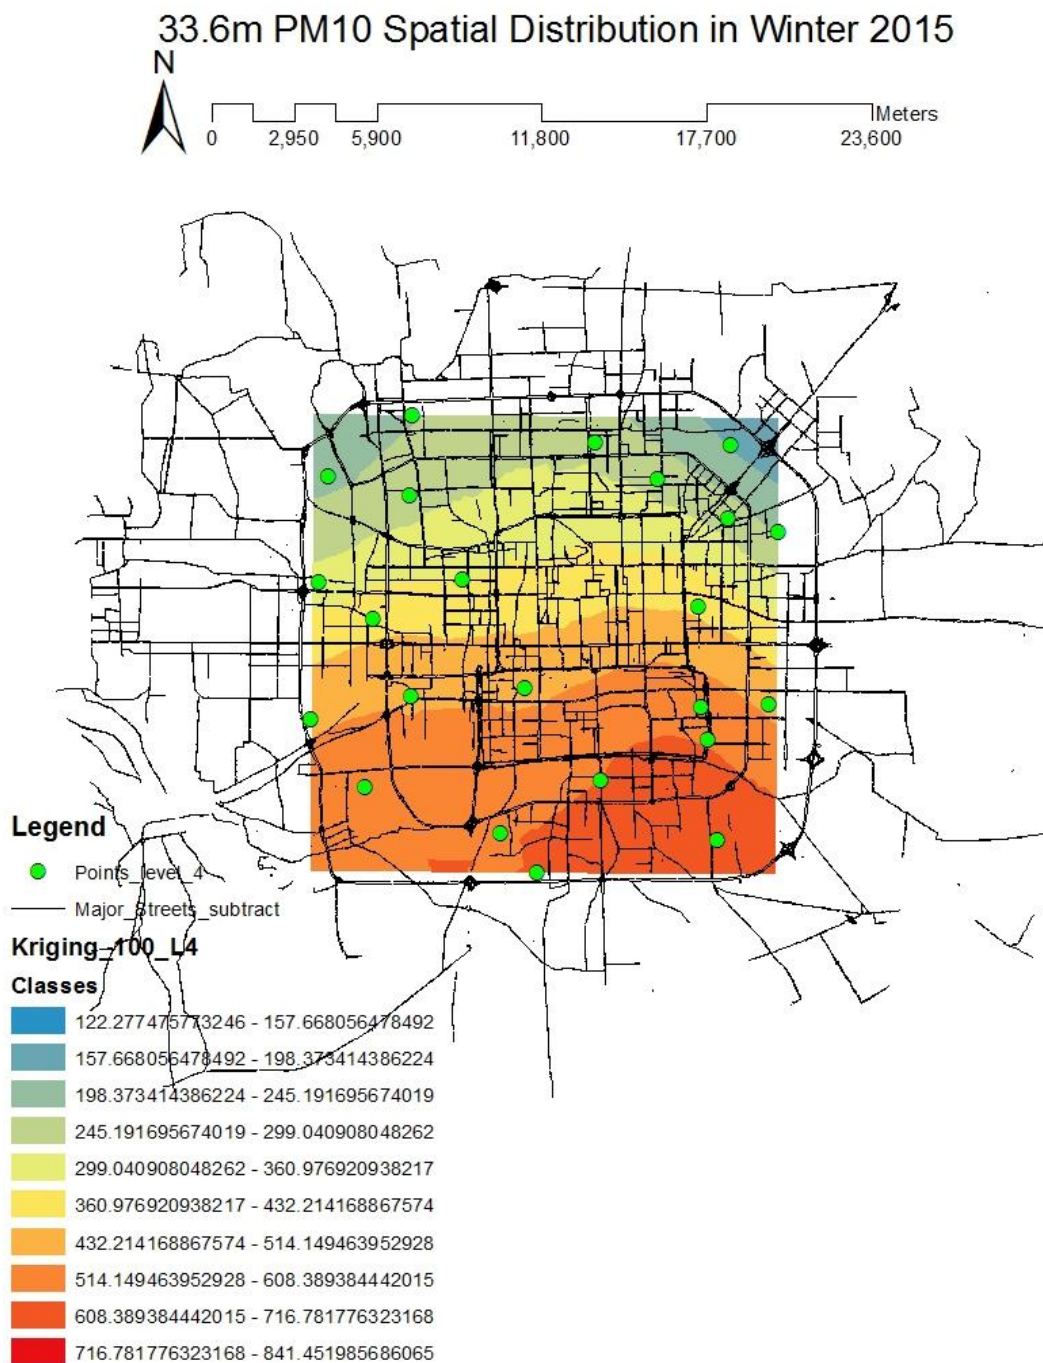 33.6m PM10 Spatial Distribution in Winter 2015
N
Meters
0 2,950 5,900 11,800 17,700 23,600
Legend
Points_level_4
Major_Streets_subtract
Kriging_100_L4
Classes
122.277475773246 - 157.668056478492
157.668056478492 - 198.373414386224
198.373414386224 - 245.191695674019
245.191695674019 - 299.040908048262
299.040908048262 - 360.976920938217
360.976920938217 - 432.214168867574
432.214168867574 - 514.149463952928
514.149463952928 - 608.389384442015
608.389384442015 - 716.781776323168
716.781776323168 - 841.451985686065